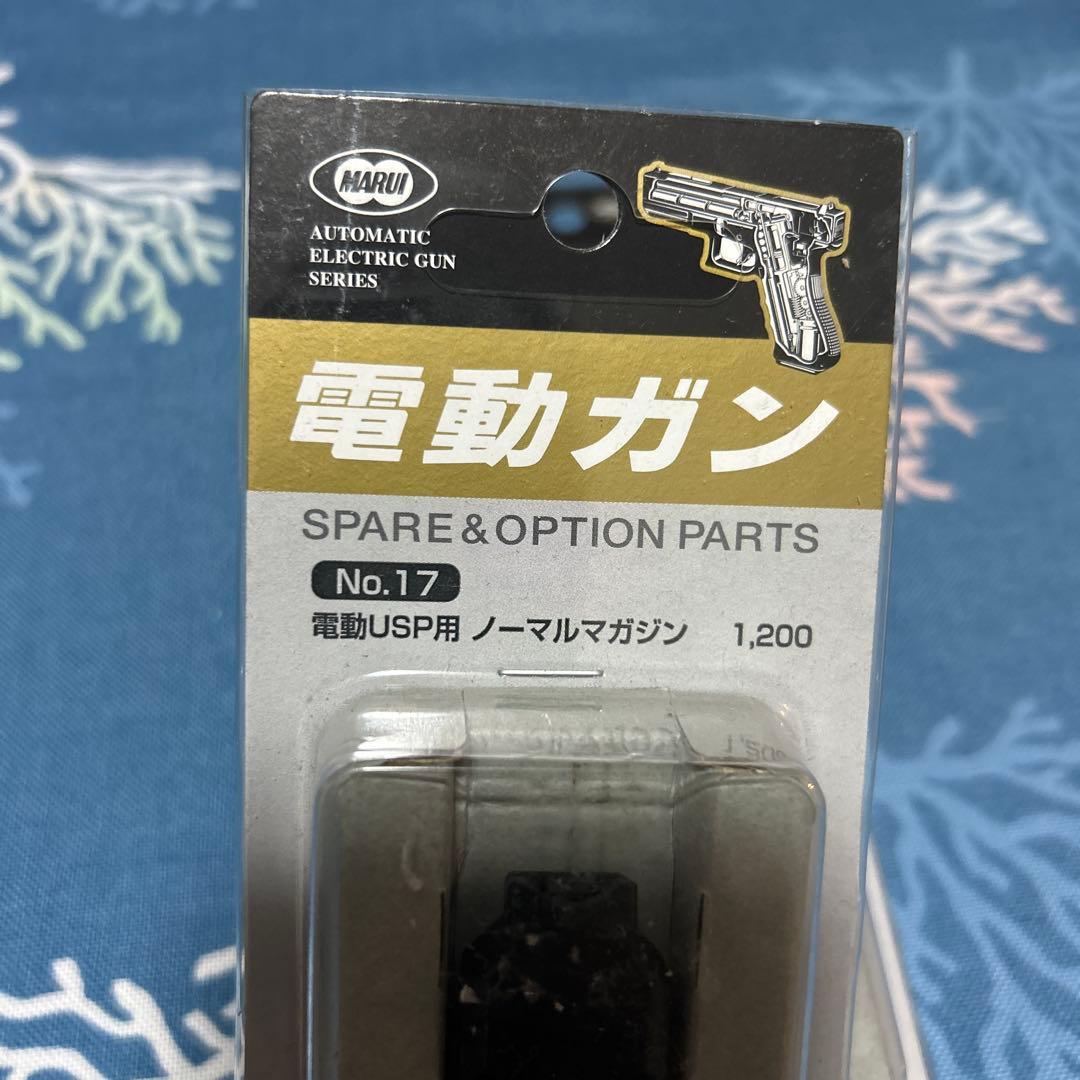 MARUI
AUTOMATIC
ELECTRIC GUN
SERIES
電動ガン
SPARE & OPTION PARTS
No.17
電動USP用 ノーマルマガジン 1,200